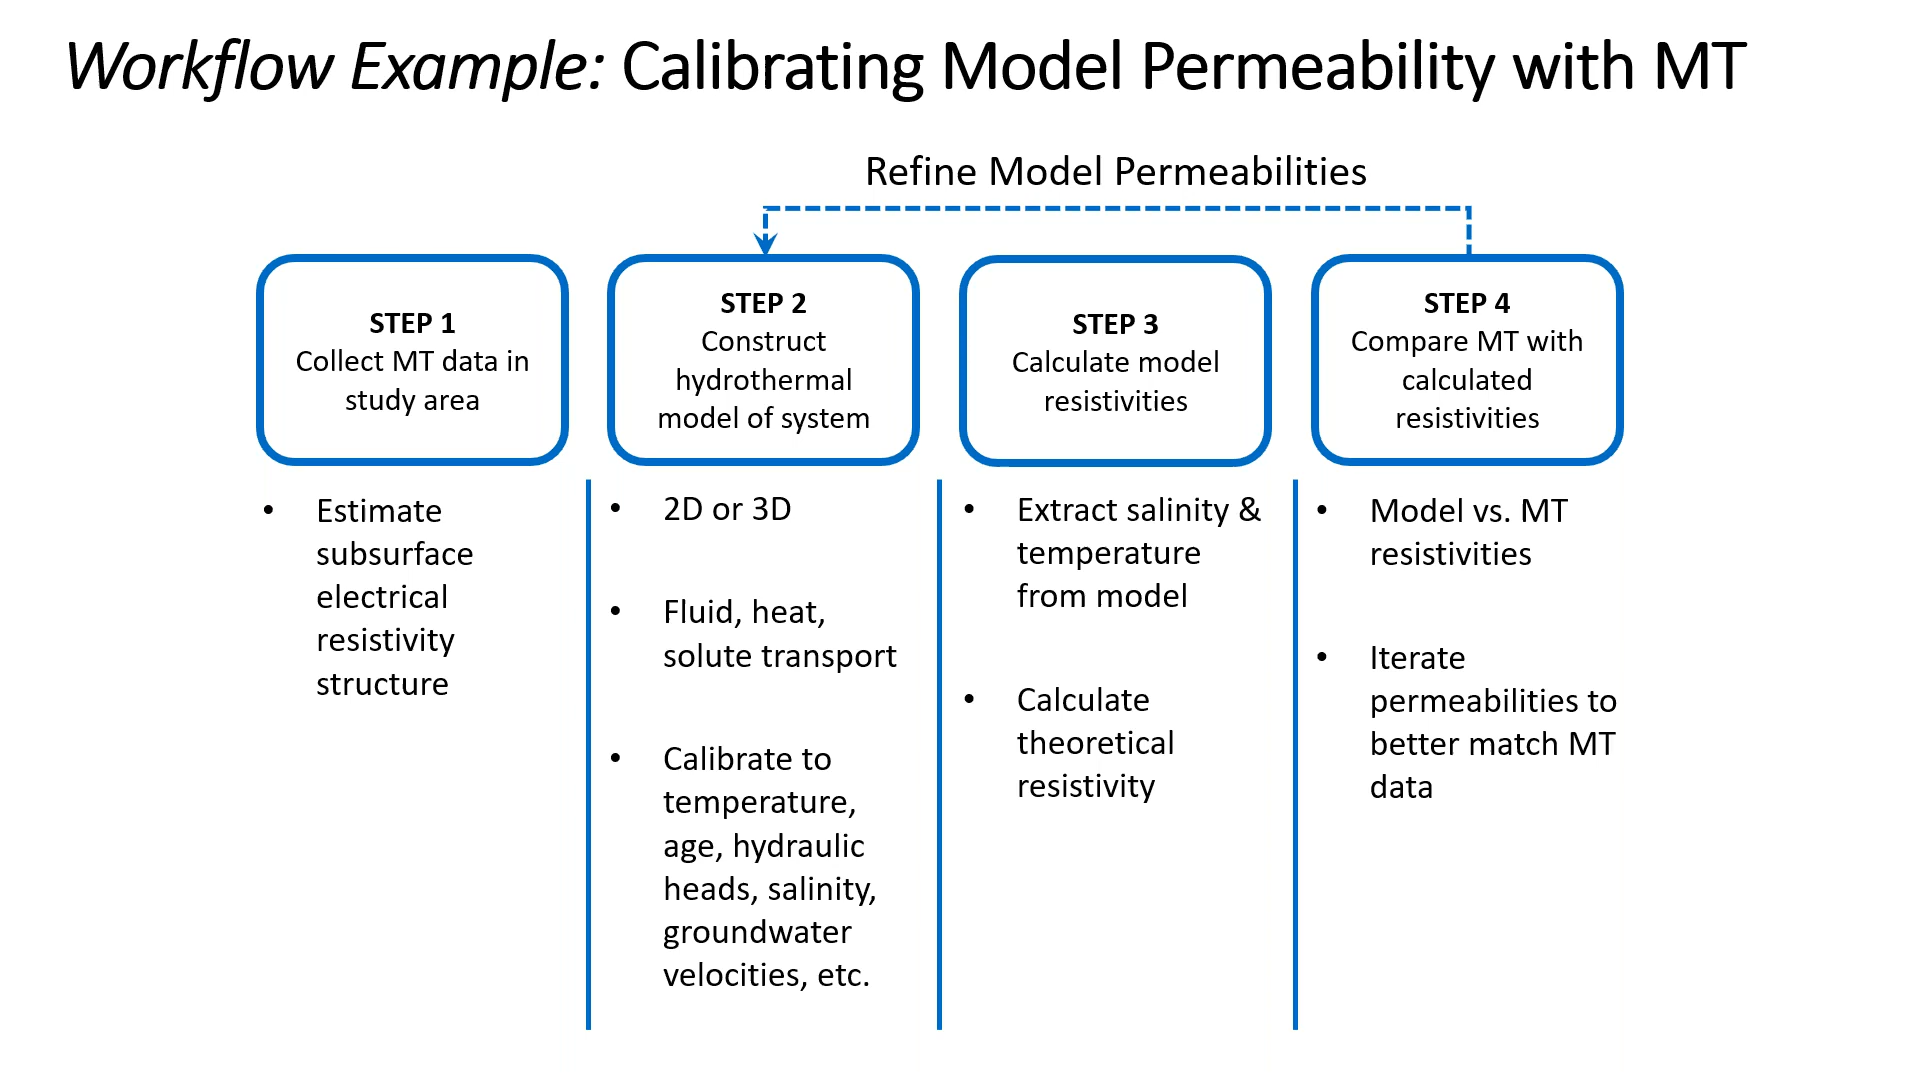 Workflow Example: Calibrating Model Permeability with MT
Refine Model Permeabilities
STEP 1
Collect MT data in
study area
STEP 2
Construct
hydrothermal
model of system
STEP 3
Calculate model
resistivities
STEP 4
Compare MT with
calculated
resistivities
• Estimate
subsurface
electrical
resistivity
structure
• 2D or 3D
• Fluid, heat,
solute transport
• Calibrate to
temperature,
age, hydraulic
heads, salinity,
groundwater
velocities, etc.
• Extract salinity &
temperature
from model
• Calculate
theoretical
resistivity
• Model vs. MT
resistivities
• Iterate
permeabilities to
better match MT
data